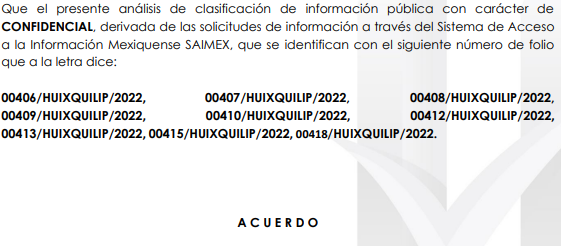 Que el presente análisis de clasificación de información pública con carácter de
CONFIDENCIAL, derivada de las solicitudes de información a través del Sistema de Acceso
a la Información Mexiquense SAIMEX, que se identifican con el siguiente número de folio
que a la letra dice:
00406/HUIXQUILIP/2022, 00407/HUIXQUILIP/2022, 00408/HUIXQUILIP/2022,
00409/HUIXQUILIP/2022, 00410/HUIXQUILIP/2022, 00412/HUIXQUILIP/2022,
00413/HUIXQUILIP/2022, 00415/HUIXQUILIP/2022, 00418/HUIXQUILIP/2022.
A C U E R D O